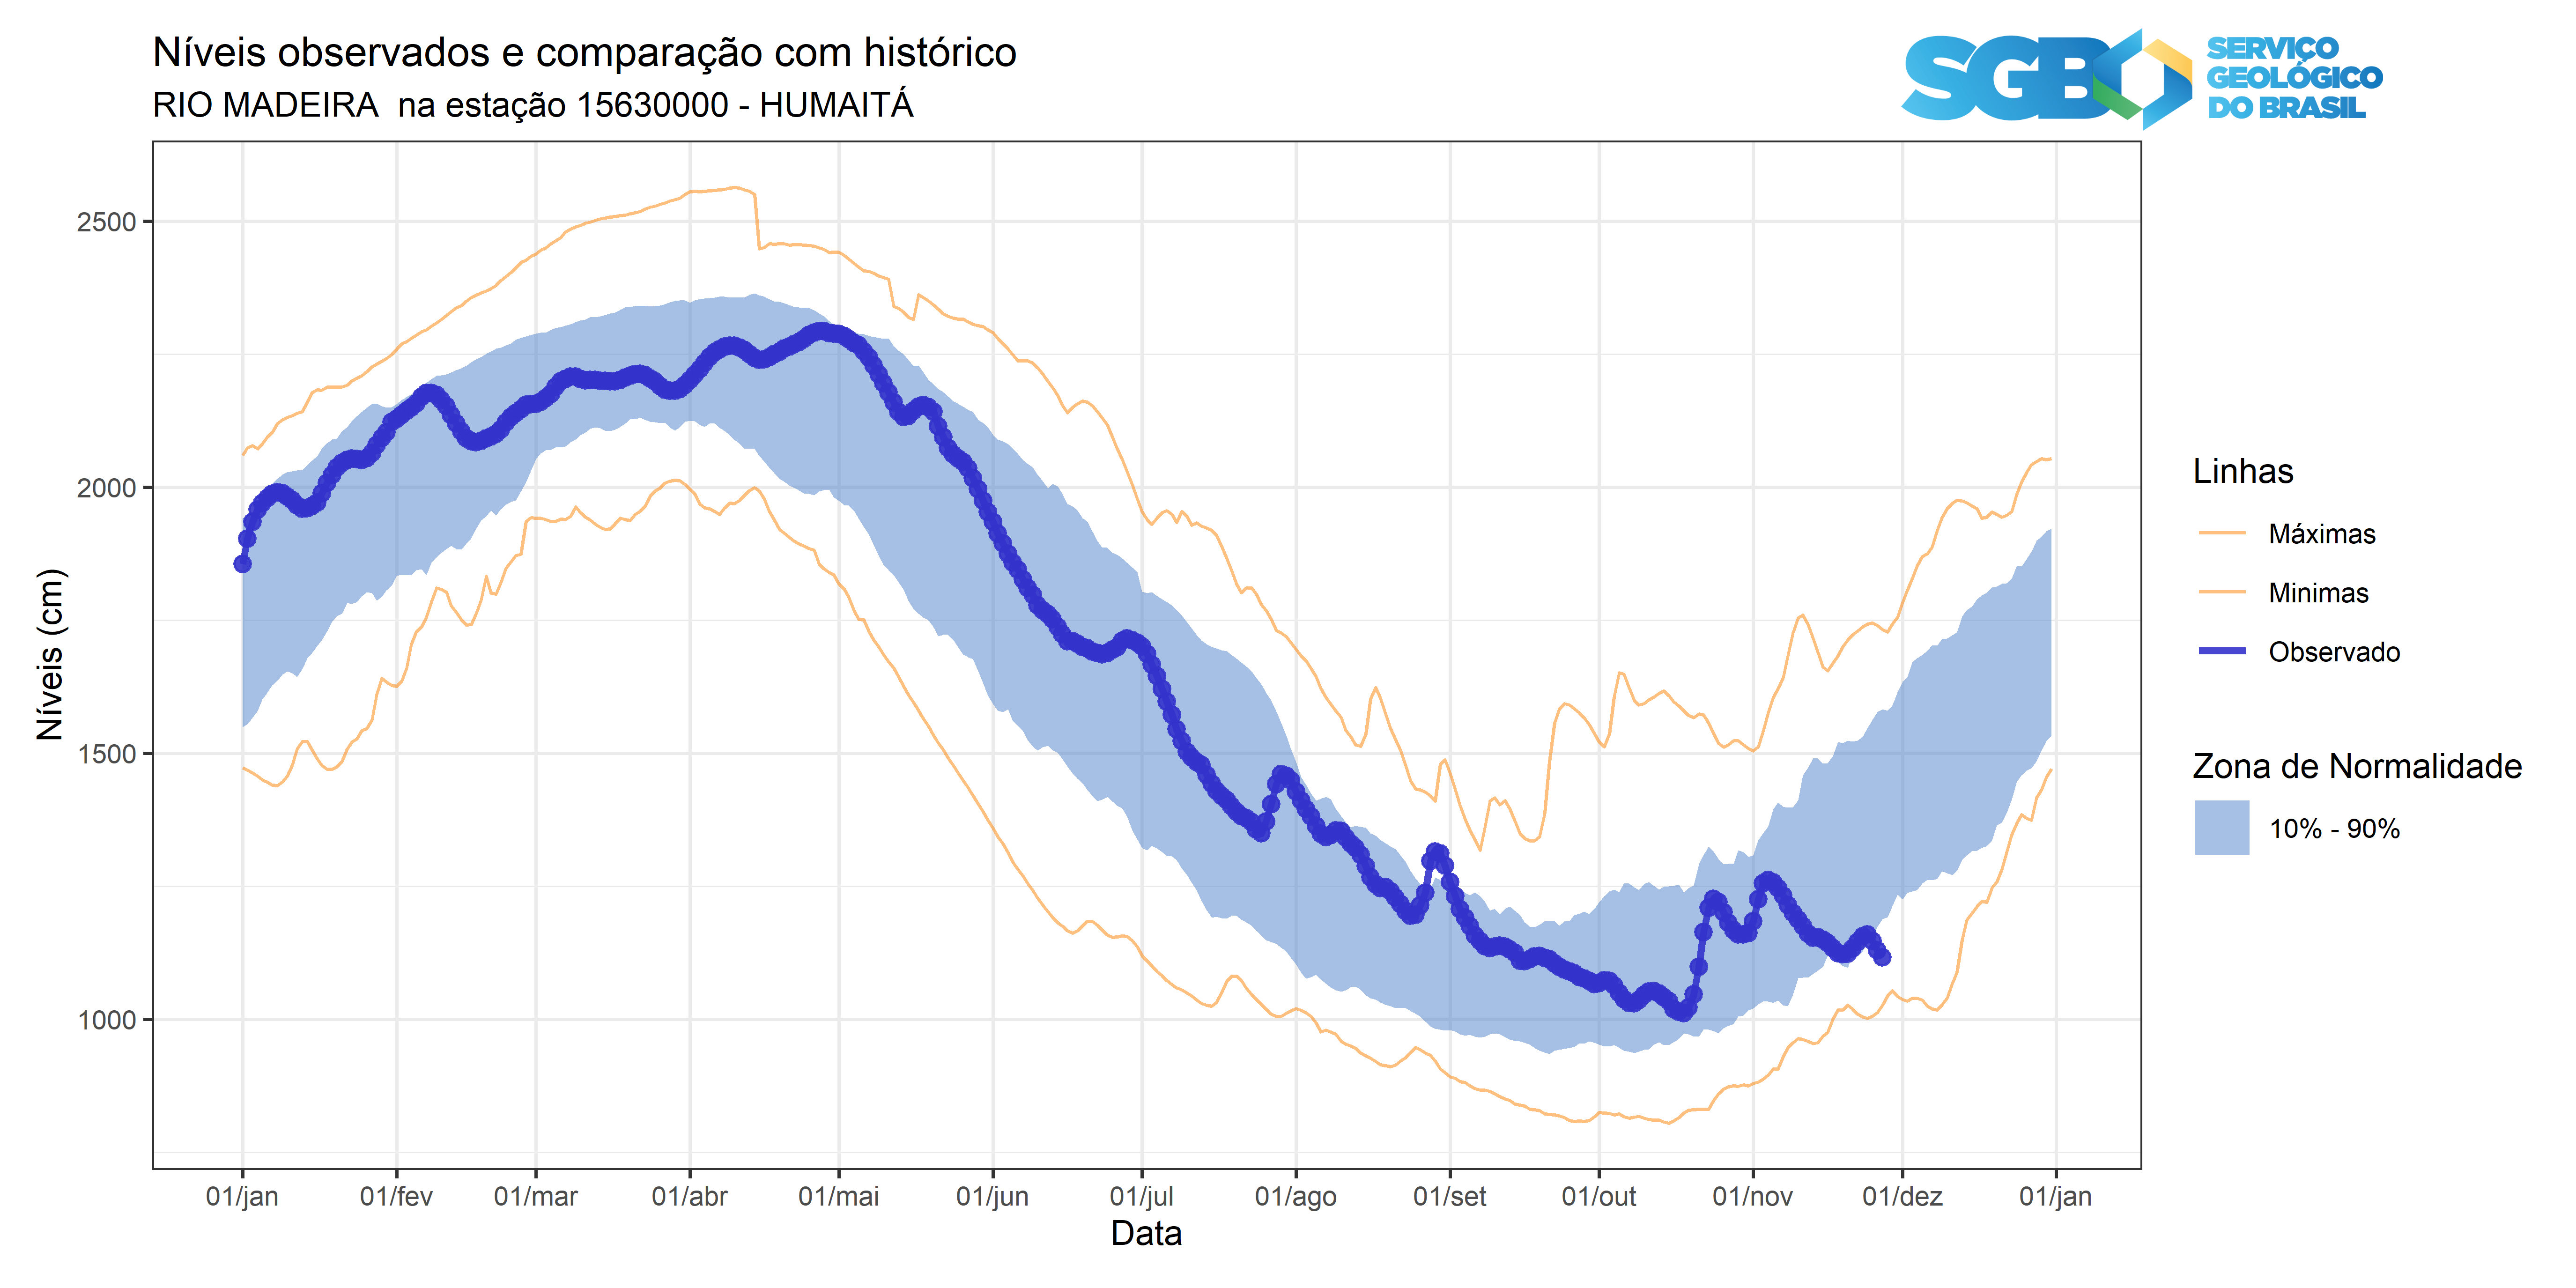 Níveis observados e comparação com histórico
RIO MADEIRA na estação 15630000 - HUMAITÁ
SGB
SERVIÇO
GEOLÓGICO
DO BRASIL
Níveis (cm)
2500
2000
1500
1000
01/jan 01/fev 01/mar 01/abr 01/mai 01/jun 01/jul 01/ago 01/set 01/out 01/nov 01/dez 01/jan
Data
Linhas
Máximas
Minimas
Observado
Zona de Normalidade
10% - 90%